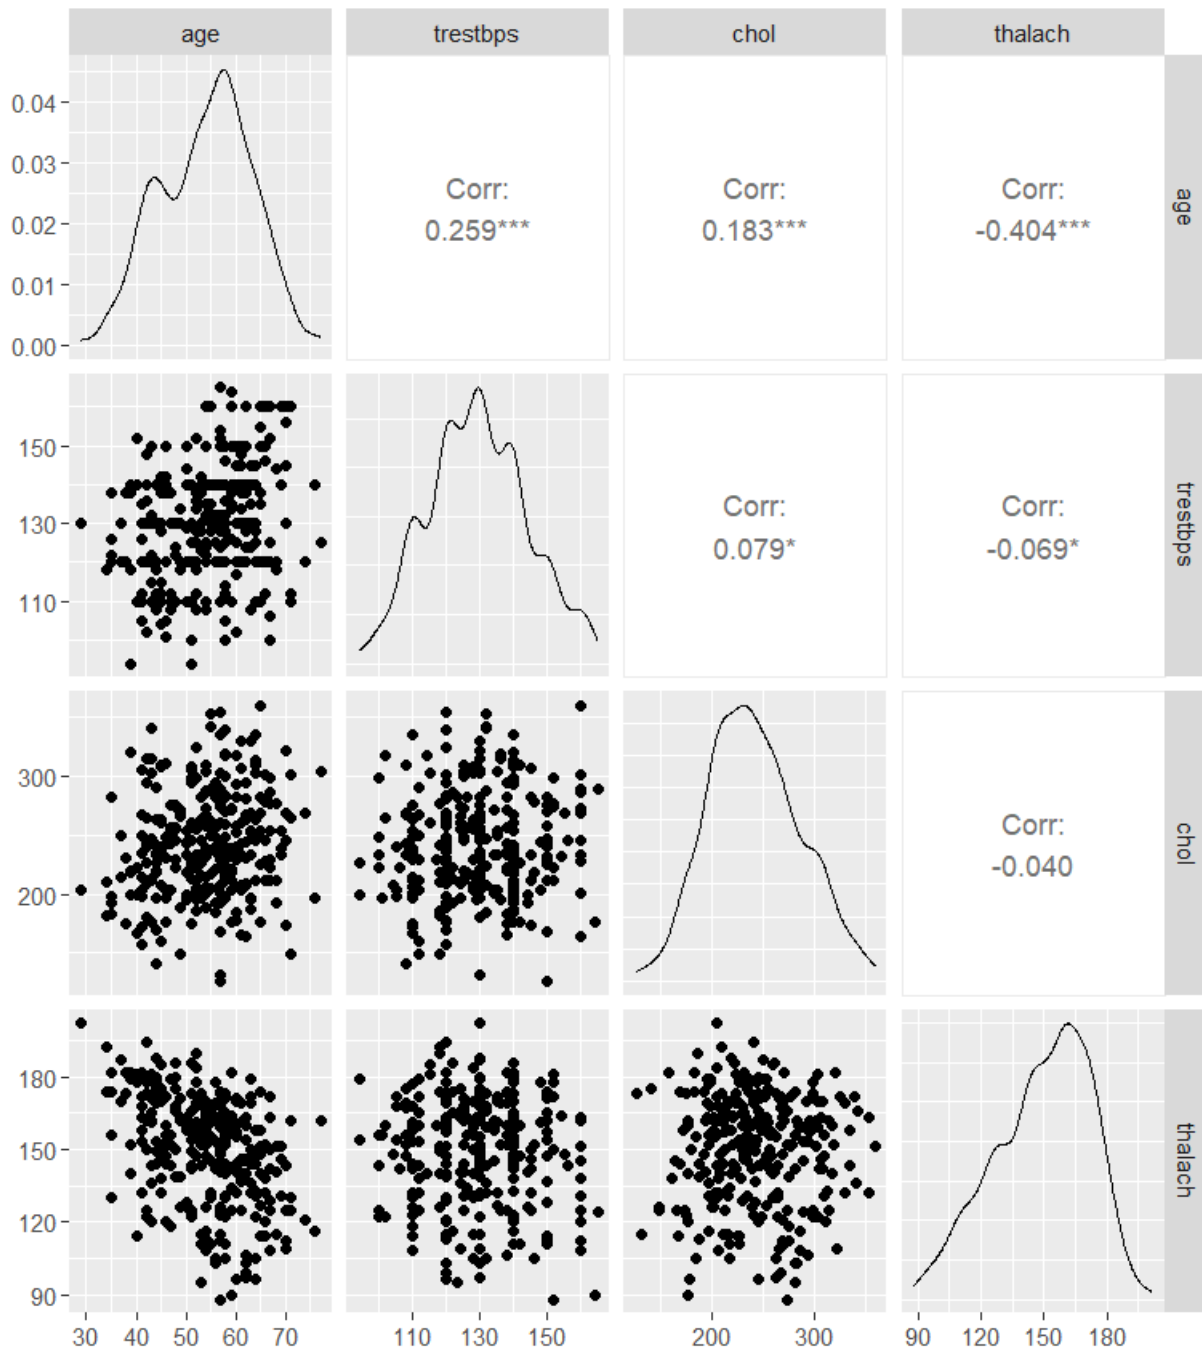 age trestbps chol thalach
0.04
0.03
0.02
0.01
0.00
Corr:
0.259***
Corr:
0.183***
Corr:
-0.404***
age
150
130
110
Corr:
0.079*
Corr:
-0.069*
trestbps
300
200
Corr:
-0.040
chol
180
150
120
90
thalach
30 40 50 60 70 110 130 150 200 300 90 120 150 180